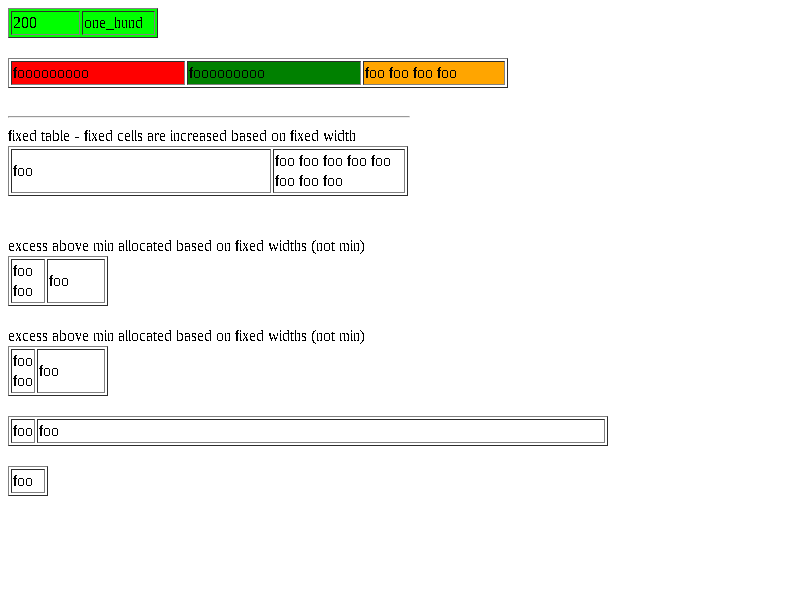 200 one_hund
fooooooooo fooooooooo foo foo foo foo
fixed table - fixed cells are increased based on fixed width
foo foo foo foo foo foo
foo foo foo
excess above min allocated based on fixed widths (not min)
foo
foo
foo
excess above min allocated based on fixed widths (not min)
foo
foo
foo
foo foo
foo